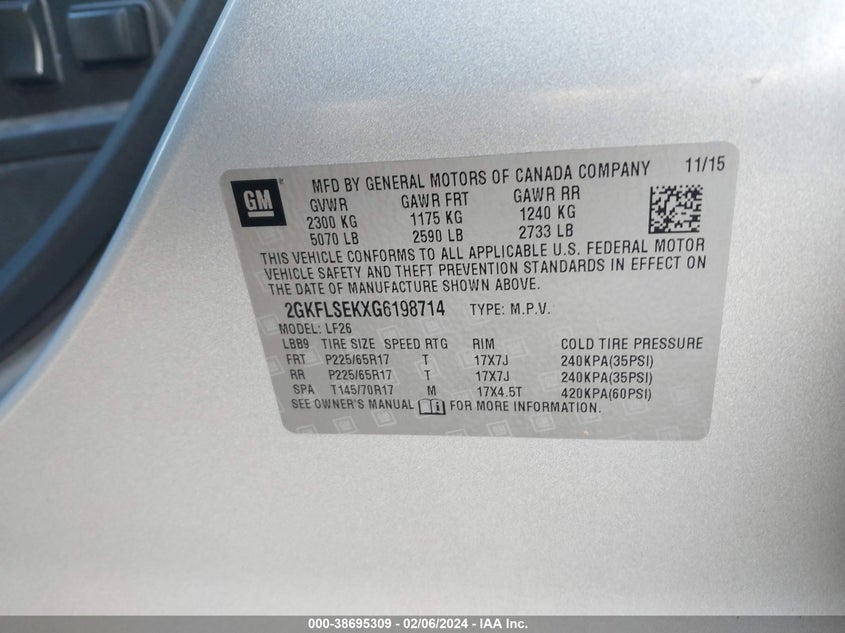 GM ® MFD BY GENERAL MOTORS OF CANADA COMPANY 11/15
GVWR GAWR FRT GAWR RR
2300 KG 1175 KG 1240 KG
5070 LB 2590 LB 2733 LB
THIS VEHICLE CONFORMS TO ALL APPLICABLE U.S. FEDERAL MOTOR
VEHICLE SAFETY AND THEFT PREVENTION STANDARDS IN EFFECT ON
THE DATE OF MANUFACTURE SHOWN ABOVE.
2GKFLSEKXG6198714 TYPE: M.P.V.
MODEL: LF26
LBB9 TIRE SIZE SPEED RTG RIM COLD TIRE PRESSURE
FRT P225/65R17 T 17X7J 240KPA(35PSI)
RR P225/65R17 T 17X7J 240KPA(35PSI)
SPA T145/70R17 M 17X4.5T 420KPA(60PSI)
SEE OWNER'S MANUAL FOR MORE INFORMATION.
000-38695309 - 02/06/2024 - IAA Inc.